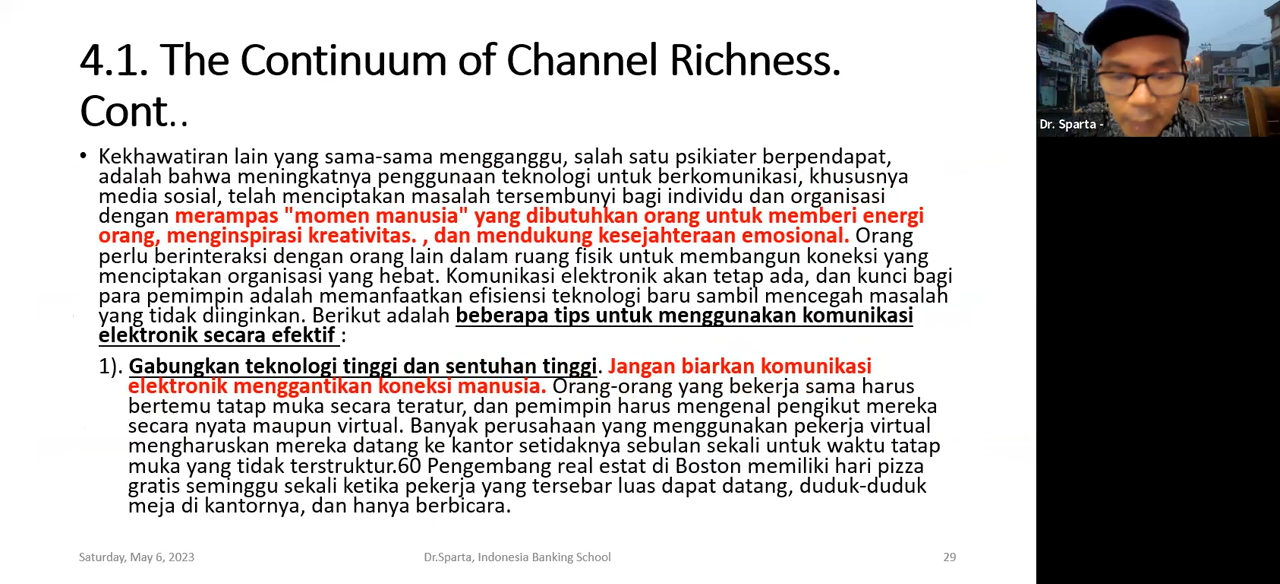 4.1. The Continuum of Channel Richness.
Cont..
• Kekhawatiran lain yang sama-sama mengganggu, salah satu psikiater berpendapat,
adalah bahwa meningkatnya penggunaan teknologi untuk berkomunikasi, khususnya
media sosial, telah menciptakan masalah tersembunyi bagi individu dan organisasi
dengan merampas "momen manusia" yang dibutuhkan orang untuk memberi energi
orang, menginspirasi kreativitas. , dan mendukung kesejahteraan emosional. Orang
perlu berinteraksi dengan orang lain dalam ruang fisik untuk membangun koneksi yang
menciptakan organisasi yang hebat. Komunikasi elektronik akan tetap ada, dan kunci bagi
para pemimpin adalah memanfaatkan efisiensi teknologi baru sambil mencegah masalah
yang tidak diinginkan. Berikut adalah beberapa tips untuk menggunakan komunikasi
elektronik secara efektif :
1). Gabungkan teknologi tinggi dan sentuhan tinggi. Jangan biarkan komunikasi
elektronik menggantikan koneksi manusia. Orang-orang yang bekerja sama harus
bertemu tatap muka secara teratur, dan pemimpin harus mengenal pengikut mereka
secara nyata maupun virtual. Banyak perusahaan yang menggunakan pekerja virtual
mengharuskan mereka datang ke kantor setidaknya sebulan sekali untuk waktu tatap
muka yang tidak terstruktur.60 Pengembang real estat di Boston memiliki hari pizza
gratis seminggu sekali ketika pekerja yang tersebar luas dapat datang, duduk-duduk
meja di kantornya, dan hanya berbicara.
Saturday, May 6, 2023
Dr.Sparta, Indonesia Banking School
29
Dr. Sparta -